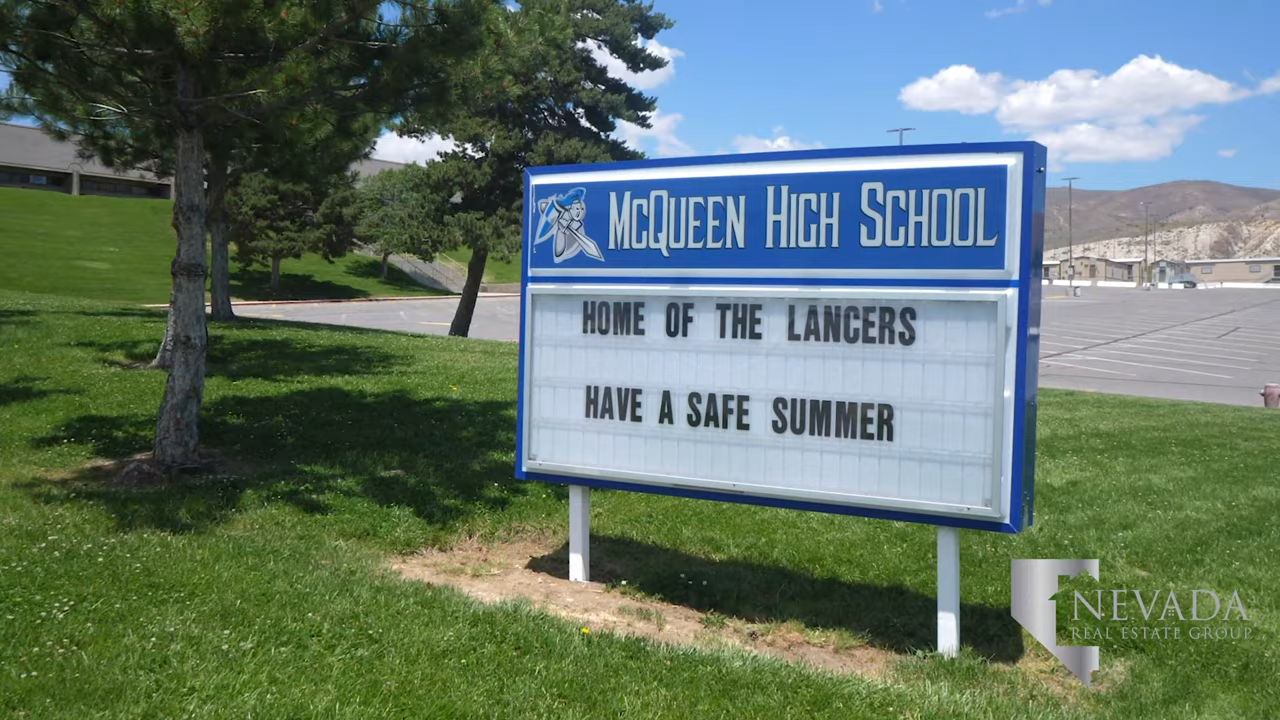 McQueen High School
HOME OF THE LANCERS
HAVE A SAFE SUMMER
NEVADA
REAL ESTATE GROUP